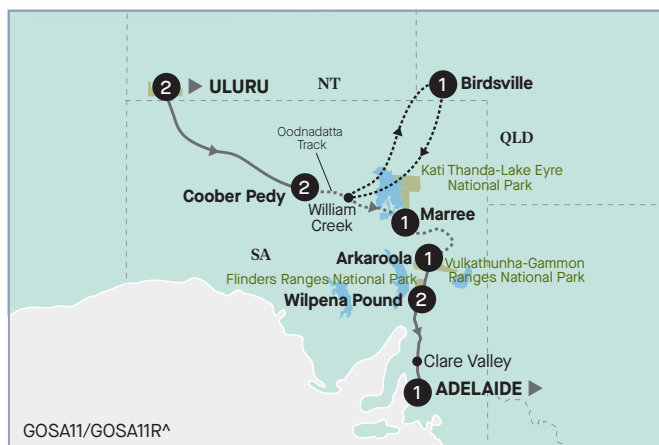 2
ULURU
NT
1
Birdsville
Oodnadatta
Track
QLD
Kati Thanda-Lake Eyre
National Park
2
Coober Pedy
William
Creek
1
Marree
SA
Arkaroola
1
Vulkathunha-Gammon
Ranges National Park
Flinders Ranges National Park
Wilpena Pound
2
Clare Valley
1
ADELAIDE
GOSA11/GOSA11R^